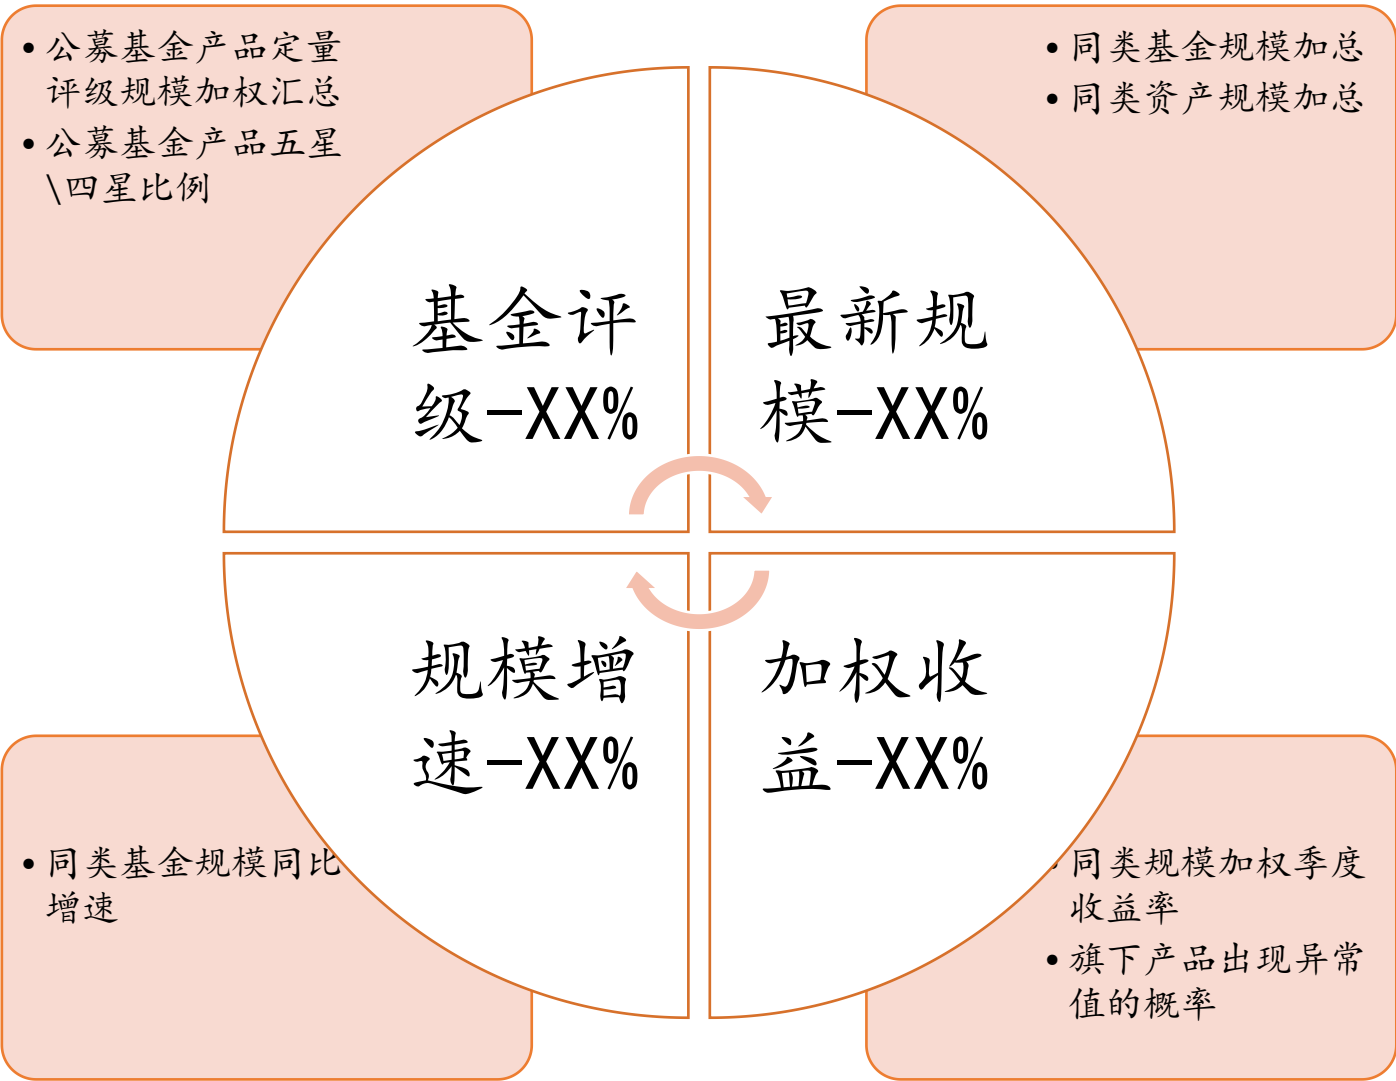 • 公募基金产品定量
评级规模加权汇总
• 公募基金产品五星
\四星比例
• 同类基金规模加总
• 同类资产规模加总
基金评
级-XX%
最新规
模-XX%
规模增
速-XX%
加权收
益-XX%
• 同类基金规模同比
增速
• 同类规模加权季度
收益率
• 旗下产品出现异常
值的概率